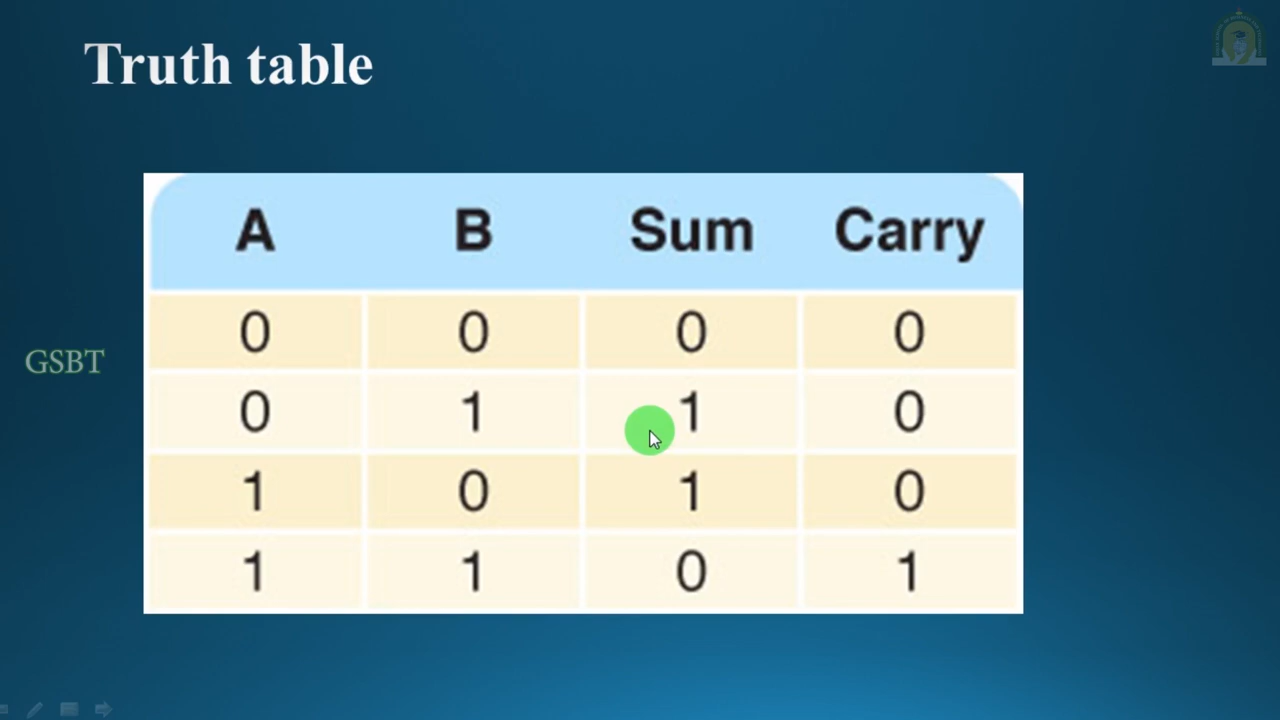 Truth table
A B Sum Carry
0 0 0 0
GSBT
0 1 1 0
1 0 1 0
1 1 0 1